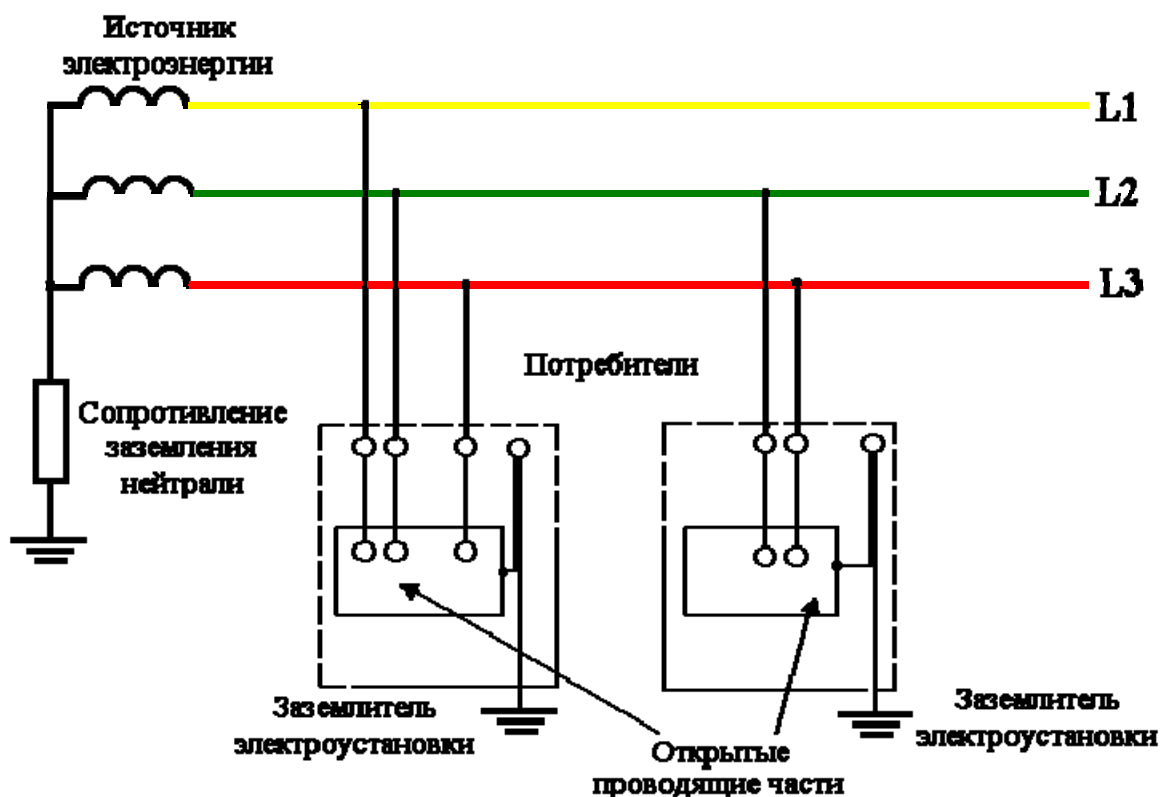 Источник
электроэнергии
L1
L2
L3
Потребители
Сопротивление
заземления
нейтрали
Заземлитель
электроустановки
Открытые
проводящие части
Заземлитель
электроустановки